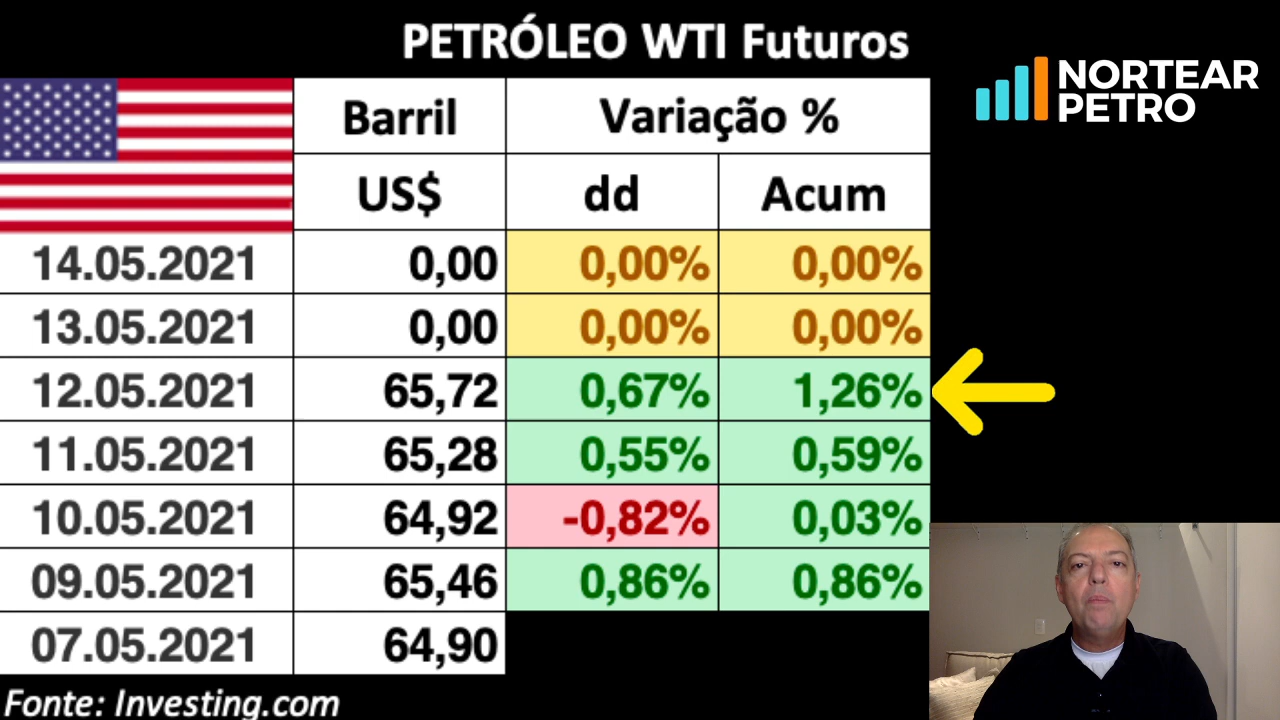 PETRÓLEO WTI Futuros
NORTEAR
PETRO
Barril Variação %
US$ dd Acum
14.05.2021 0,00 0,00% 0,00%
13.05.2021 0,00 0,00% 0,00%
12.05.2021 65,72 0,67% 1,26%
11.05.2021 65,28 0,55% 0,59%
10.05.2021 64,92 -0,82% 0,03%
09.05.2021 65,46 0,86% 0,86%
07.05.2021 64,90
Fonte: Investing.com